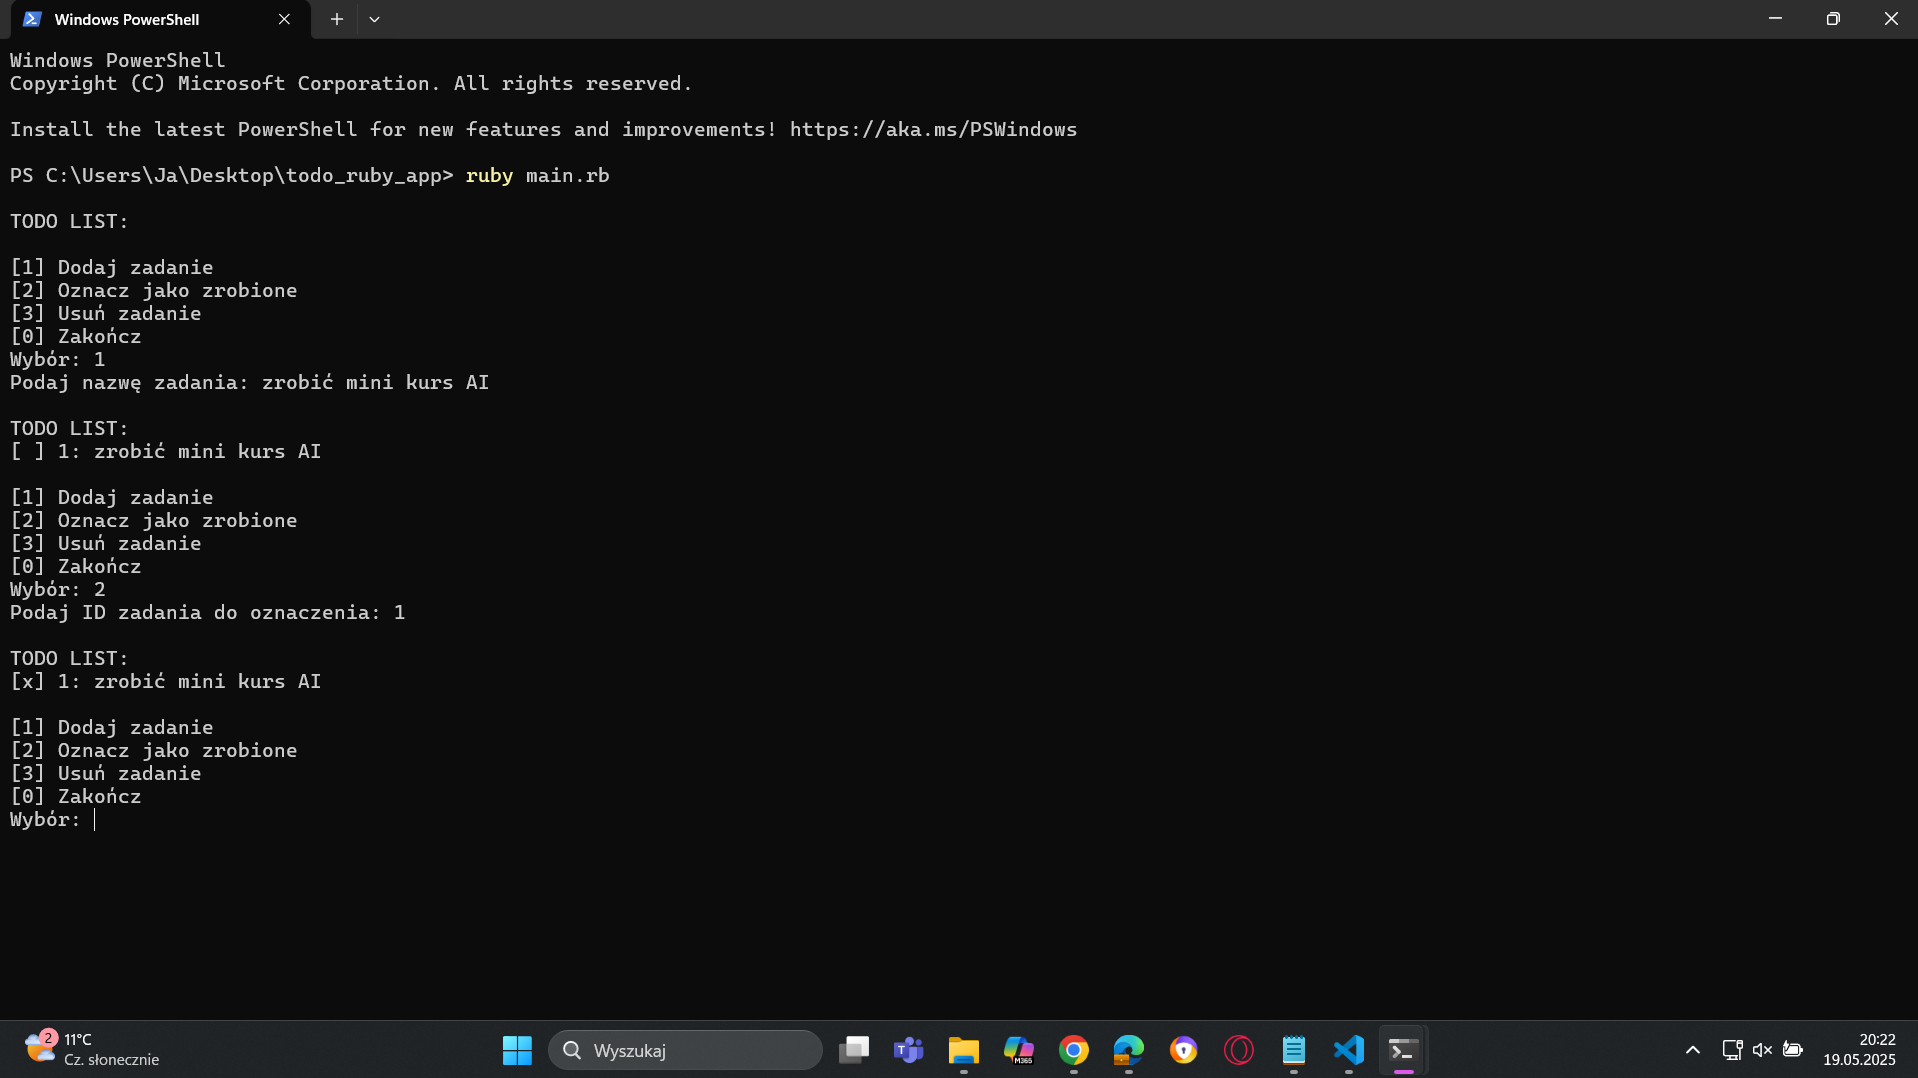 Windows PowerShell
Windows PowerShell
Copyright (C) Microsoft Corporation. All rights reserved.
Install the latest PowerShell for new features and improvements! https://aka.ms/PSWindows
PS C:\Users\Ja\Desktop\todo_ruby_app> ruby main.rb
TODO LIST:
[1] Dodaj zadanie
[2] Oznacz jako zrobione
[3] Usuń zadanie
[0] Zakończ
Wybór: 1
Podaj nazwę zadania: zrobić mini kurs AI
TODO LIST:
[ ] 1: zrobić mini kurs AI
[1] Dodaj zadanie
[2] Oznacz jako zrobione
[3] Usuń zadanie
[0] Zakończ
Wybór: 2
Podaj ID zadania do oznaczenia: 1
TODO LIST:
[x] 1: zrobić mini kurs AI
[1] Dodaj zadanie
[2] Oznacz jako zrobione
[3] Usuń zadanie
[0] Zakończ
Wybór:
2
11°C
Cz. słonecznie
Wyszukaj
T
M365
20:22
19.05.2025